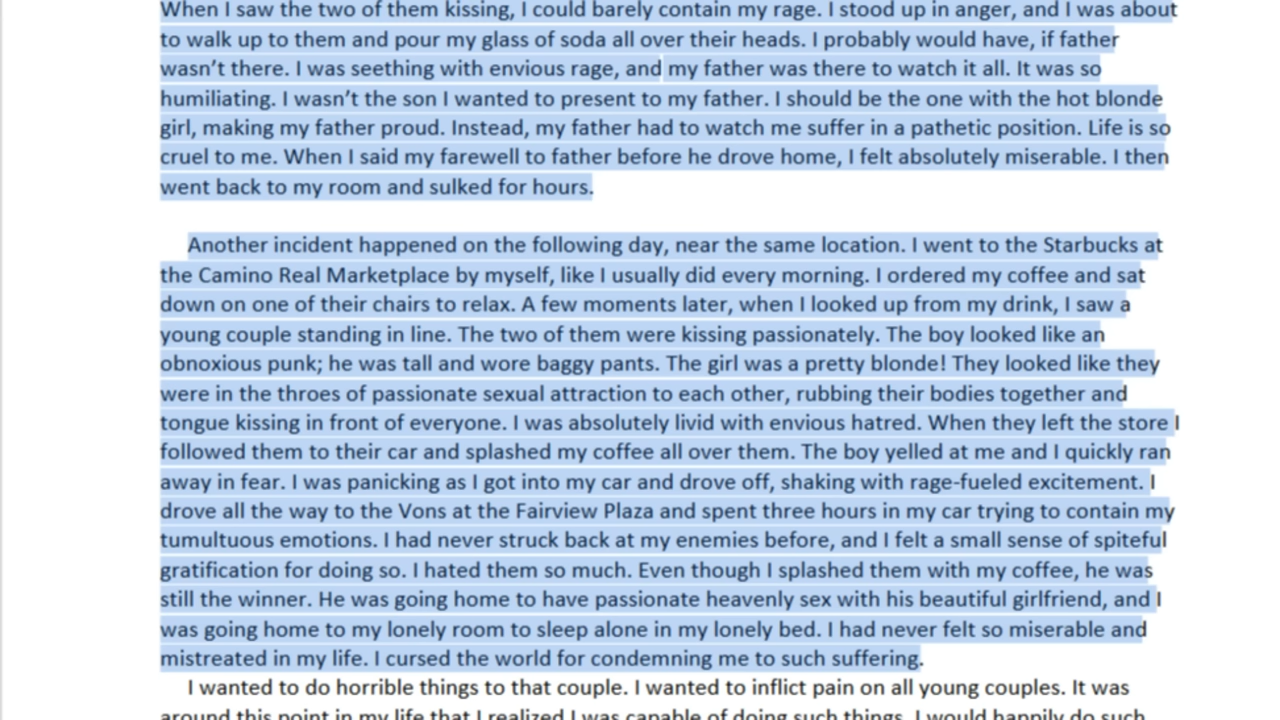 When I saw the two of them kissing, I could barely contain my rage. I stood up in anger, and I was about
to walk up to them and pour my glass of soda all over their heads. I probably would have, if father
wasn’t there. I was seething with envious rage, and my father was there to watch it all. It was so
humiliating. I wasn’t the son I wanted to present to my father. I should be the one with the hot blonde
girl, making my father proud. Instead, my father had to watch me suffer in a pathetic position. Life is so
cruel to me. When I said my farewell to father before he drove home, I felt absolutely miserable. I then
went back to my room and sulked for hours.
Another incident happened on the following day, near the same location. I went to the Starbucks at
the Camino Real Marketplace by myself, like I usually did every morning. I ordered my coffee and sat
down on one of their chairs to relax. A few moments later, when I looked up from my drink, I saw a
young couple standing in line. The two of them were kissing passionately. The boy looked like an
obnoxious punk; he was tall and wore baggy pants. The girl was a pretty blonde! They looked like they
were in the throes of passionate sexual attraction to each other, rubbing their bodies together and
tongue kissing in front of everyone. I was absolutely livid with envious hatred. When they left the store I
followed them to their car and splashed my coffee all over them. The boy yelled at me and I quickly ran
away in fear. I was panicking as I got into my car and drove off, shaking with rage-fueled excitement. I
drove all the way to the Vons at the Fairview Plaza and spent three hours in my car trying to contain my
tumultuous emotions. I had never struck back at my enemies before, and I felt a small sense of spiteful
gratification for doing so. I hated them so much. Even though I splashed them with my coffee, he was
still the winner. He was going home to have passionate heavenly sex with his beautiful girlfriend, and I
was going home to my lonely room to sleep alone in my lonely bed. I had never felt so miserable and
mistreated in my life. I cursed the world for condemning me to such suffering.
I wanted to do horrible things to that couple. I wanted to inflict pain on all young couples. It was
around this point in my life that I realized I was capable of doing such things. I would happily do such